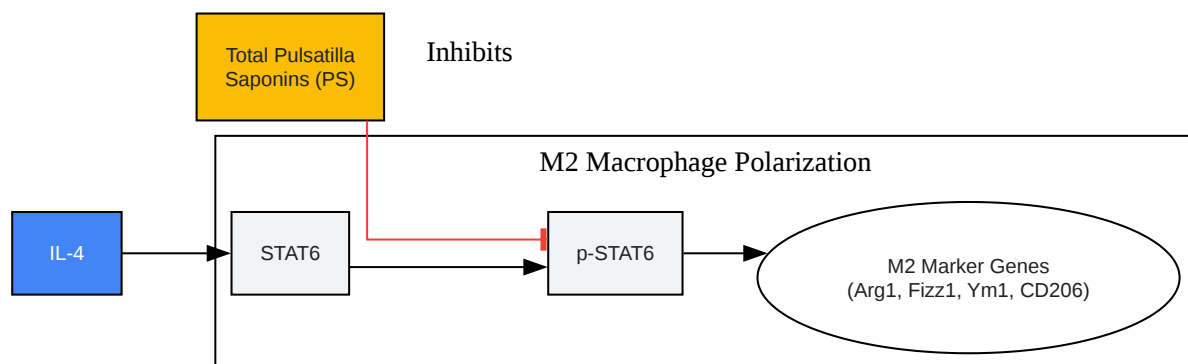 Total Pulsatilla
Saponins (PS)
Inhibits
M2 Macrophage Polarization
IL-4
STAT6
p-STAT6
M2 Marker Genes
(Arg1, Fizz1, Ym1, CD206)